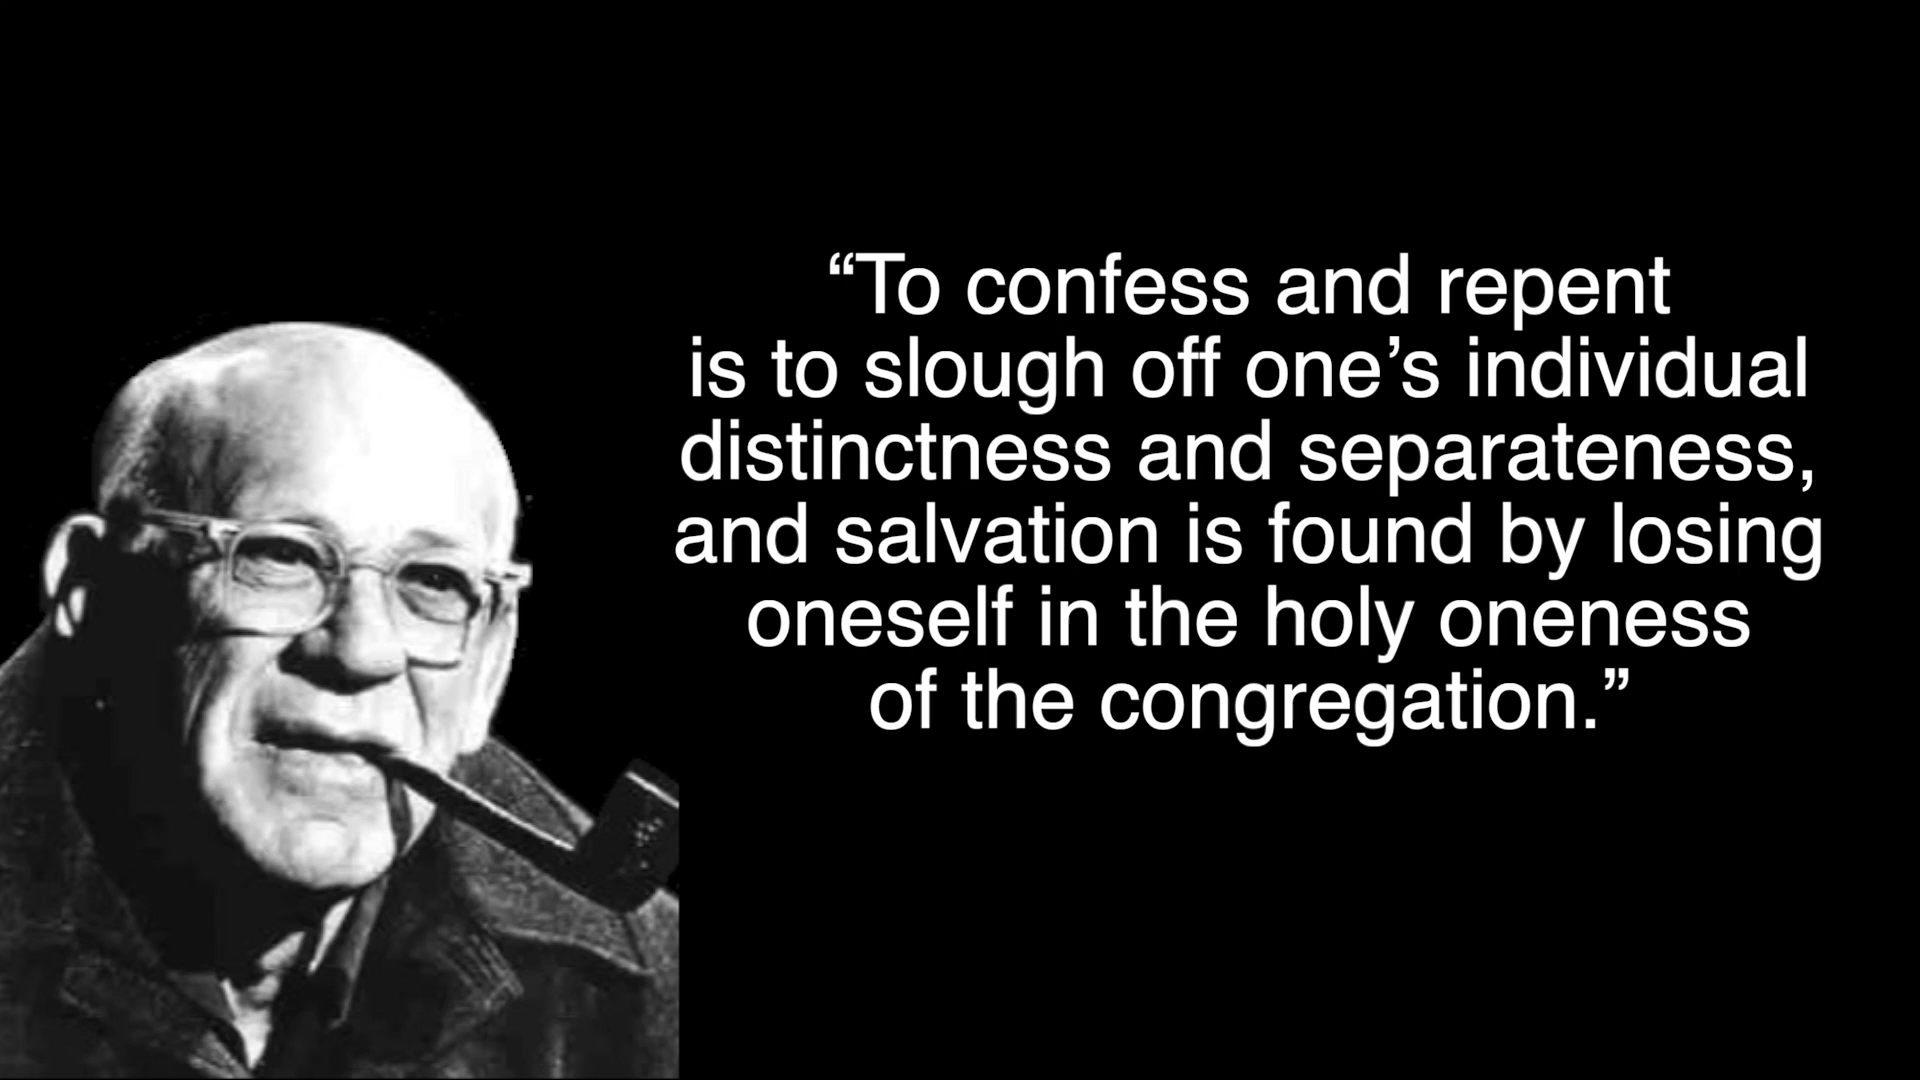 “To confess and repent
is to slough off one’s individual
distinctness and separateness,
and salvation is found by losing
oneself in the holy oneness
of the congregation.”